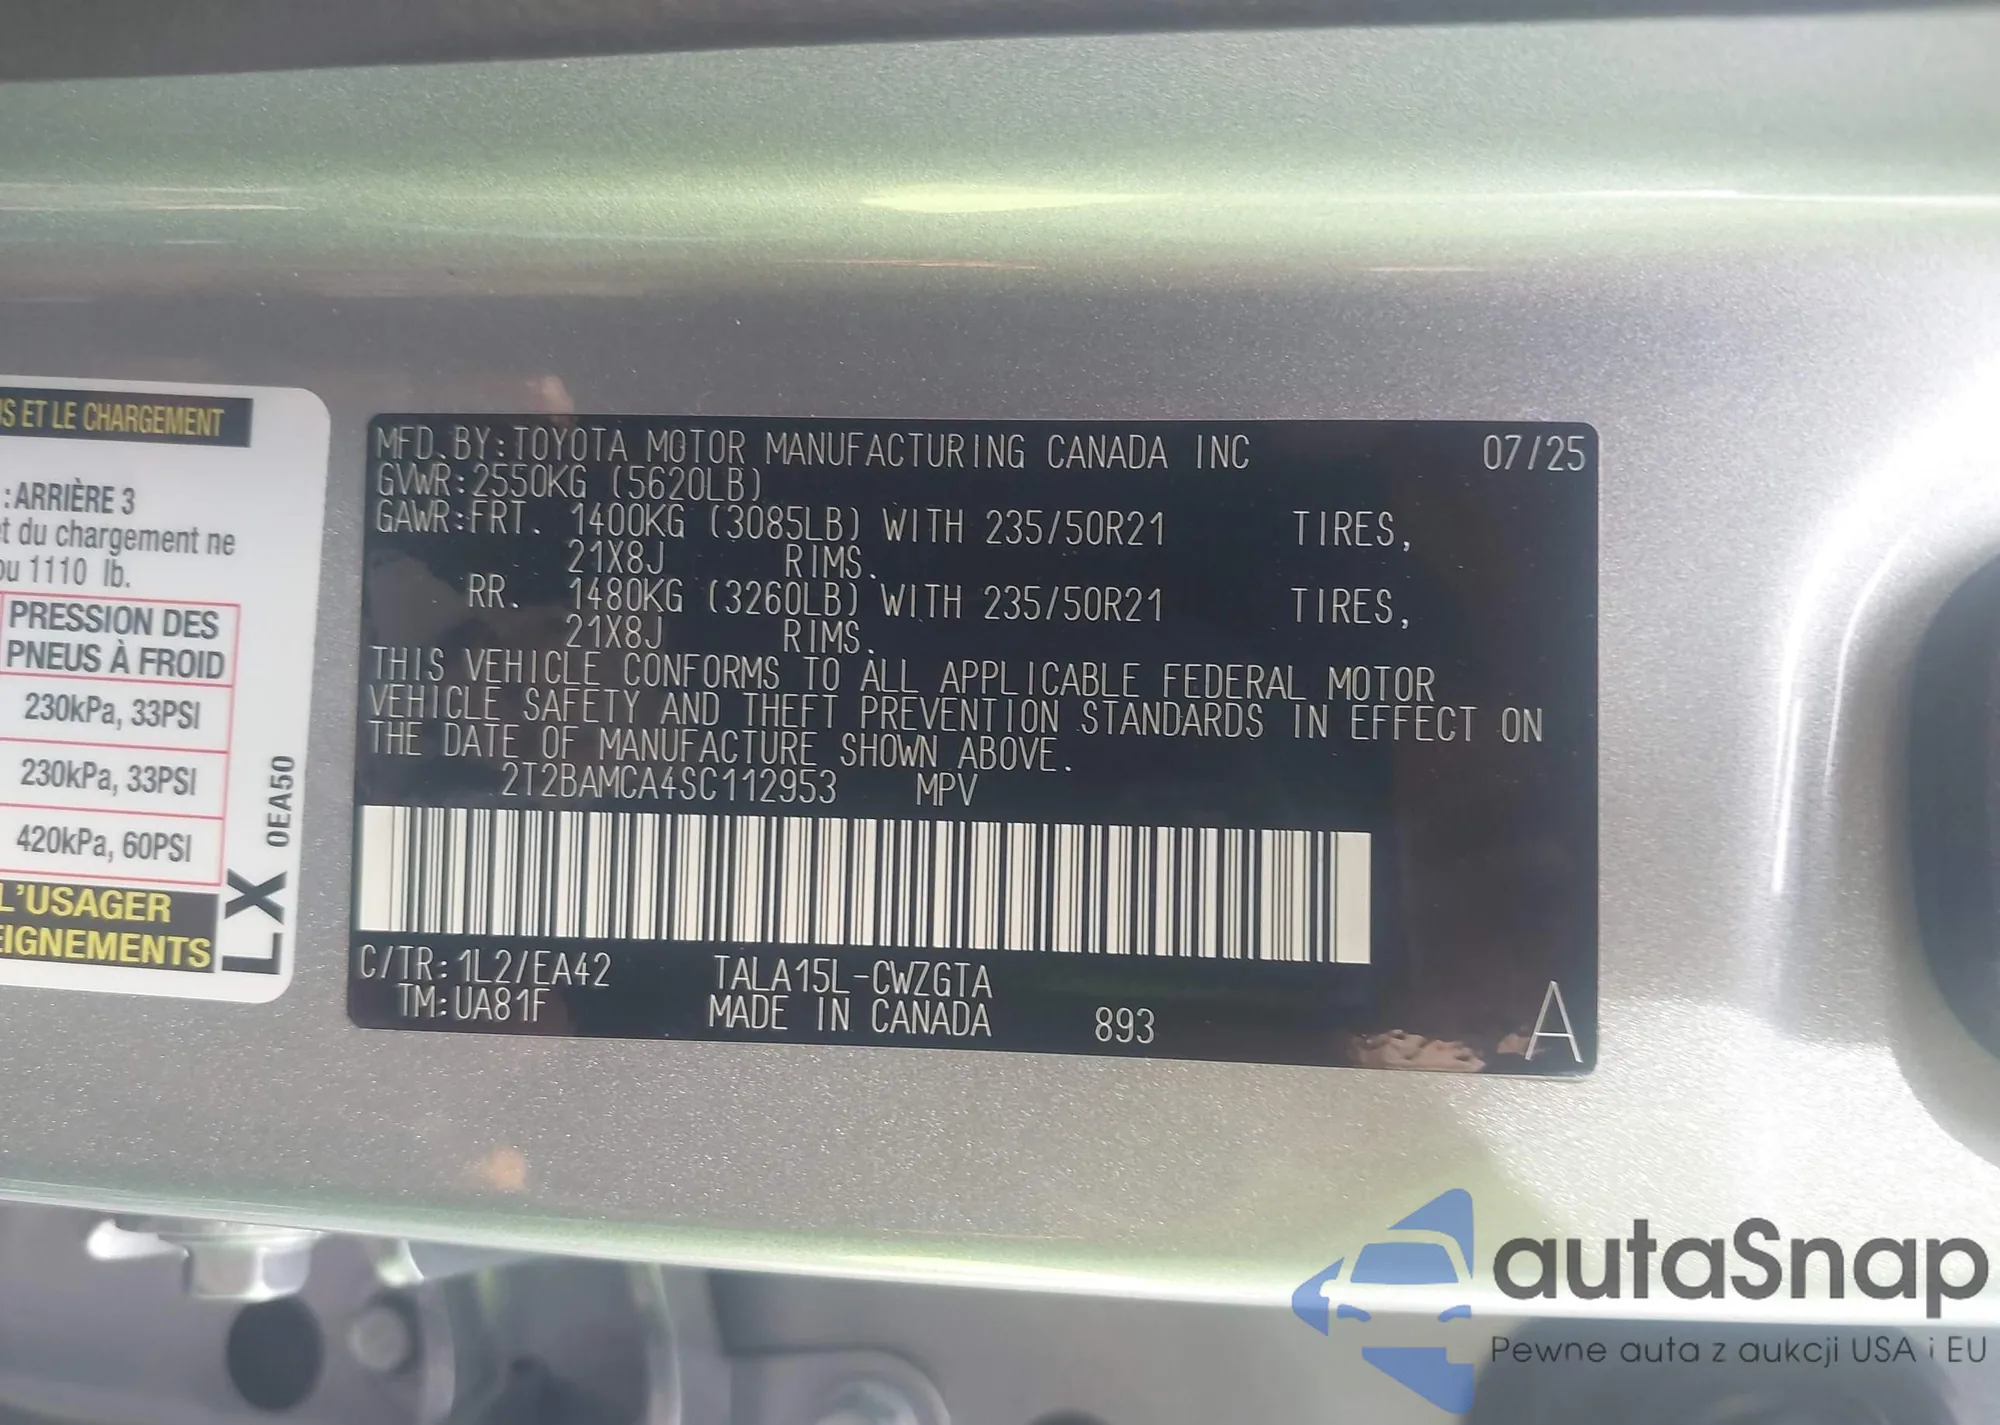 S ET LE CHARGEMENT
: ARRIÈRE 3
et du chargement ne
ou 1110 lb.
PRESSION DES
PNEUS À FROID
230kPa, 33PSI
230kPa, 33PSI
420kPa, 60PSI
L'USAGER
EIGNEMENTS
LX 0EA50
MFD.BY:TOYOTA MOTOR MANUFACTURING CANADA INC 07/25
GVWR:2550KG (5620LB)
GAWR:FRT. 1400KG (3085LB) WITH 235/50R21 TIRES,
21X8J RIMS.
RR. 1480KG (3260LB) WITH 235/50R21 TIRES,
21X8J RIMS.
THIS VEHICLE CONFORMS TO ALL APPLICABLE FEDERAL MOTOR
VEHICLE SAFETY AND THEFT PREVENTION STANDARDS IN EFFECT ON
THE DATE OF MANUFACTURE SHOWN ABOVE.
2T2BAMCA4SC112953 MPV
C/TR:1L2/EA42 TALA15L-CWZGTA
TM:UA81F MADE IN CANADA 893 A
autaSnap
Pewne auta z aukcji USA i EU